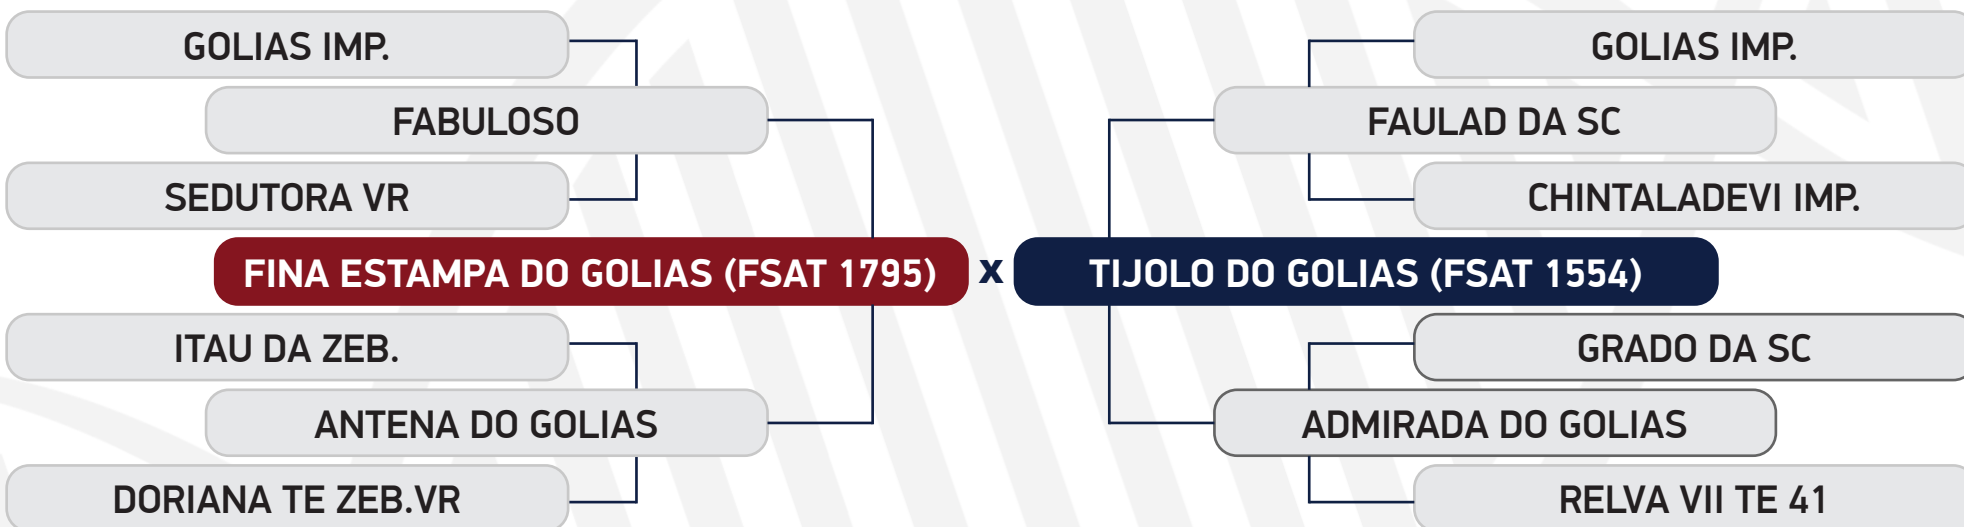 GOLIAS IMP.
GOLIAS IMP.
FABULOSO
FAULAD DA SC
SEDUTORA VR
CHINTALADEVI IMP.
FINA ESTAMPA DO GOLIAS (FSAT 1795) x TIJOLO DO GOLIAS (FSAT 1554)
ITAU DA ZEB.
GRADO DA SC
ANTENA DO GOLIAS
ADMIRADA DO GOLIAS
DORIANA TE ZEB.VR
RELVA VII TE 41